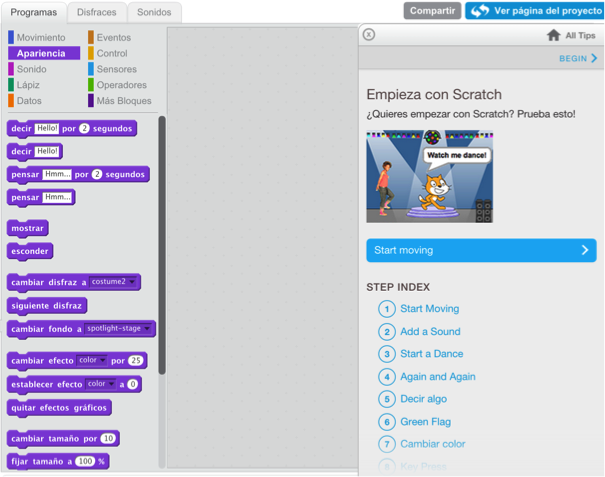 Programas Disfraces Sonidos
Compartir Ver página del proyecto
Movimiento Eventos
Apariencia Control
Sonido Sensores
Lápiz Operadores
Datos Más Bloques
decir Hello! por 2 segundos
decir Hello!
pensar Hmm... por 2 segundos
pensar Hmm...
mostrar
esconder
cambiar disfraz a costume2
siguiente disfraz
cambiar fondo a spotlight-stage
cambiar efecto color por 25
establecer efecto color a 0
quitar efectos gráficos
cambiar tamaño por 10
fijar tamaño a 100 %
X All Tips
BEGIN
Empieza con Scratch
¿Quieres empezar con Scratch? Prueba esto!
Watch me dance!
Start moving
STEP INDEX
1 Start Moving
2 Add a Sound
3 Start a Dance
4 Again and Again
5 Decir algo
6 Green Flag
7 Cambiar color
8 Key Press